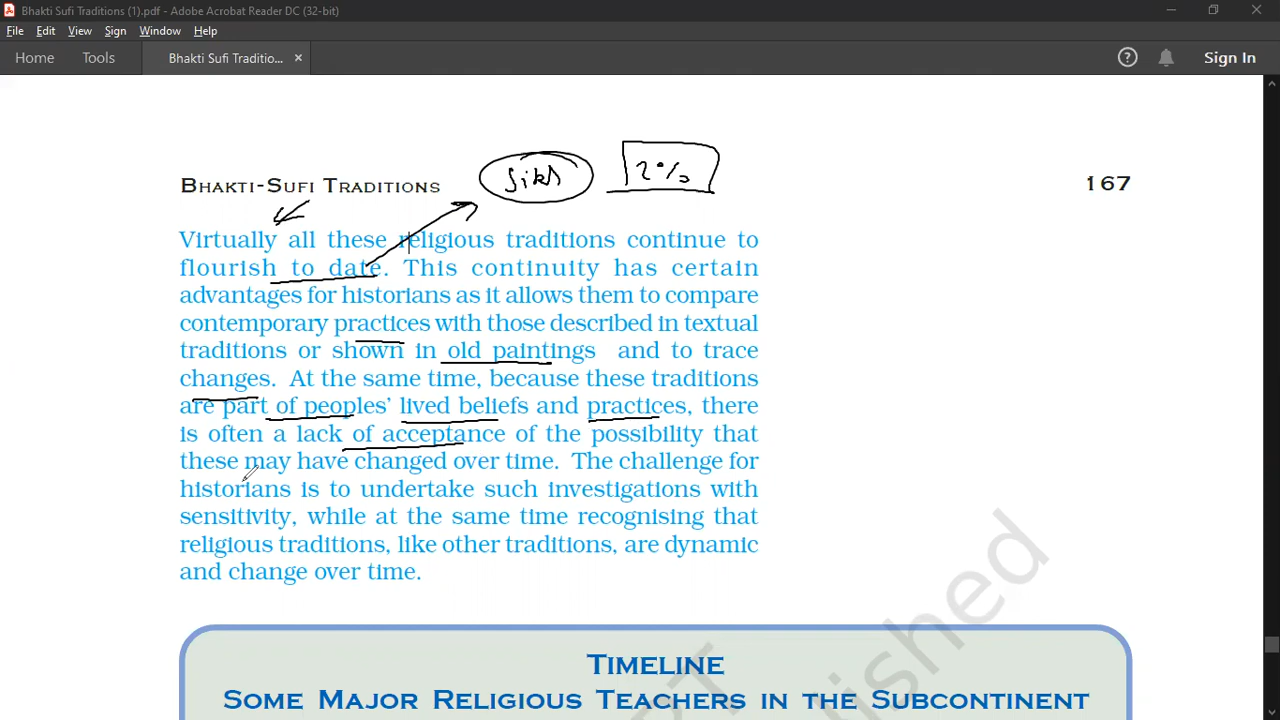 Bhakti Sufi Traditions (1).pdf - Adobe Acrobat Reader DC (32-bit)
File Edit View Sign Window Help
Home Tools Bhakti Sufi Traditio... × Sign In
Sikh 2%
BHAKTI-SUFI TRADITIONS 167
Virtually all these religious traditions continue to
flourish to date. This continuity has certain
advantages for historians as it allows them to compare
contemporary practices with those described in textual
traditions or shown in old paintings and to trace
changes. At the same time, because these traditions
are part of peoples' lived beliefs and practices, there
is often a lack of acceptance of the possibility that
these may have changed over time. The challenge for
historians is to undertake such investigations with
sensitivity, while at the same time recognising that
religious traditions, like other traditions, are dynamic
and change over time.
TIMELINE
SOME MAJOR RELIGIOUS TEACHERS IN THE SUBCONTINENT